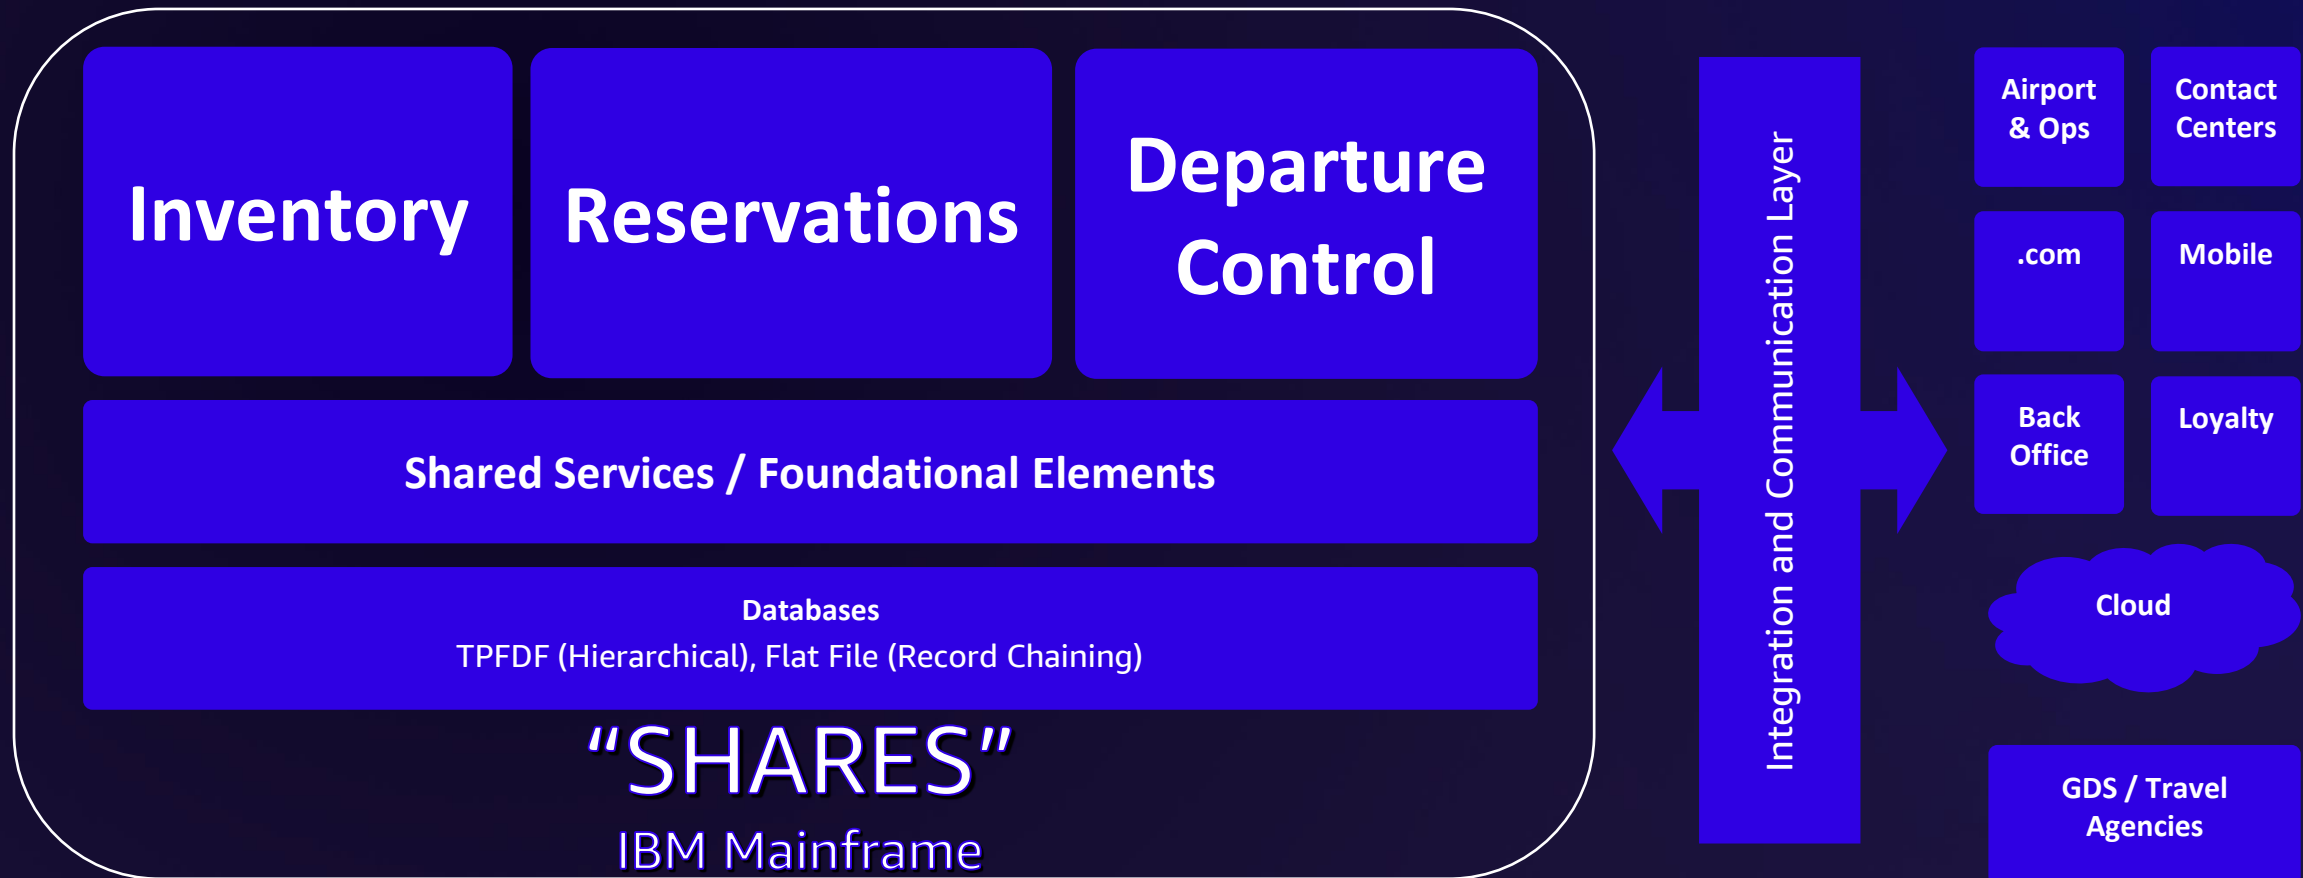 Inventory
Reservations
Departure
Control
Shared Services / Foundational Elements
Databases
TPFDF (Hierarchical), Flat File (Record Chaining)
“SHARES”
IBM Mainframe
Integration and Communication Layer
Airport
& Ops
Contact
Centers
.com
Mobile
Back
Office
Loyalty
Cloud
GDS / Travel
Agencies